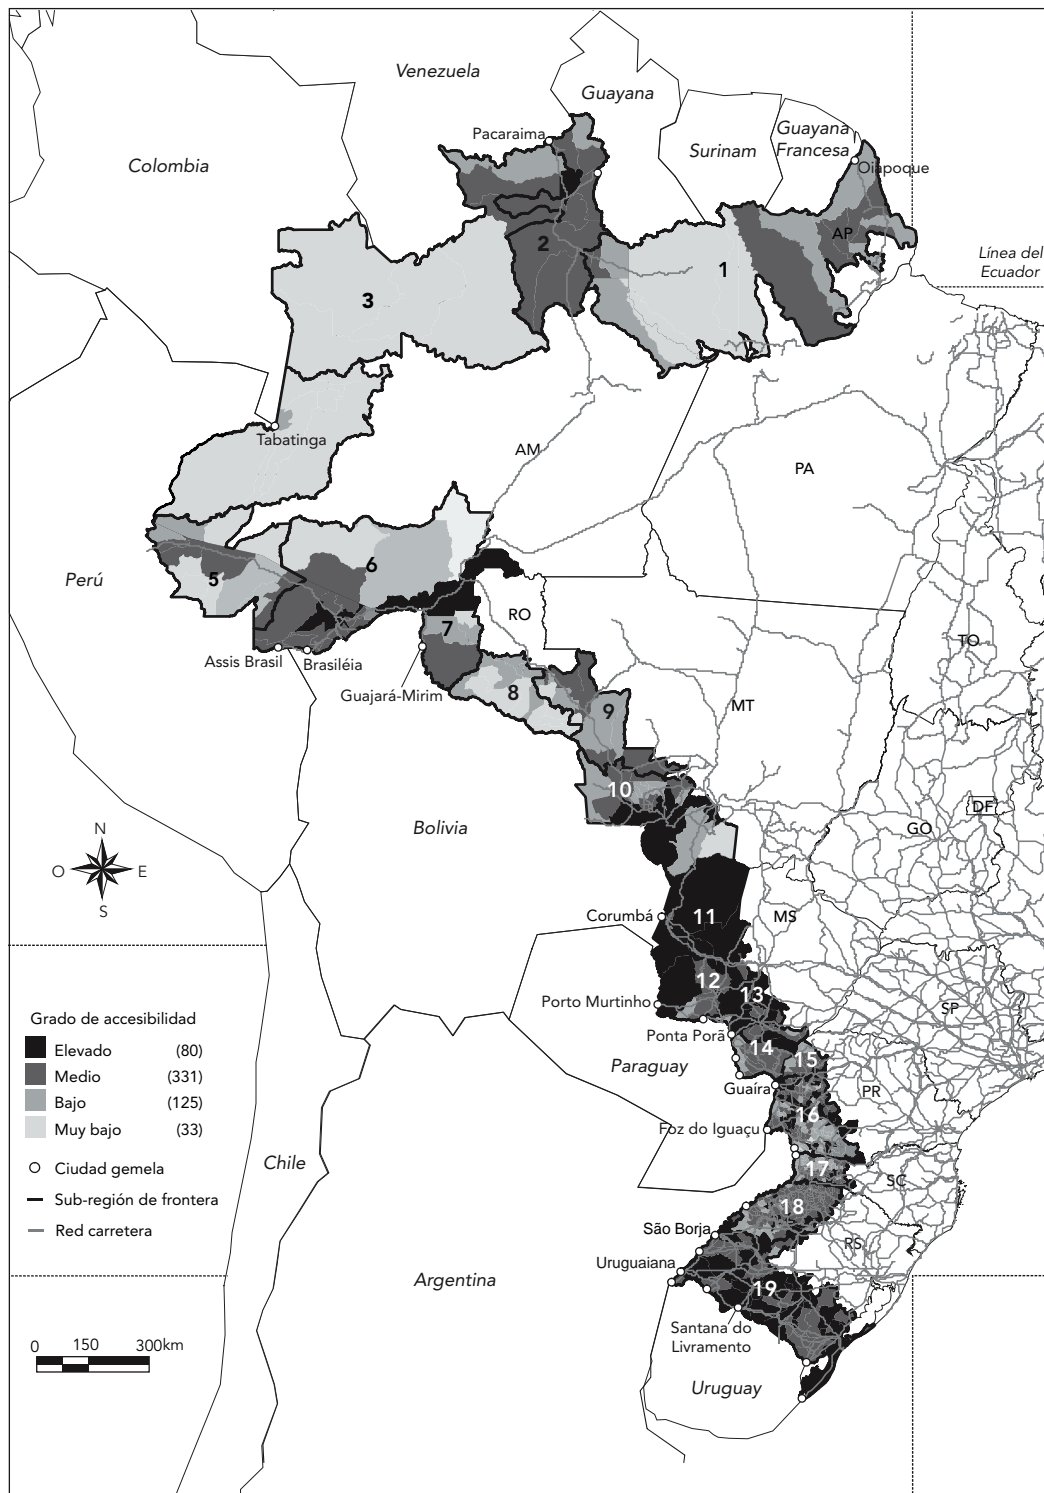 Venezuela
Guayana
Guayana
Francesa
Surinam
Colombia
Pacaraima
Oiapoque
AP
Línea del
Ecuador
2
1
3
Tabatinga
AM
PA
Perú
5
6
7
RO
TO
Assis Brasil
Brasiléia
Guajará-Mirim
8
9
MT
10
Bolivia
DF
GO
N
O
E
S
Corumbá
11
MS
12
13
Porto Murtinho
SP
Ponta Porã
14
15
Paraguay
Guaíra
PR
16
Foz do Iguaçu
17
SC
18
São Borja
RS
Uruguaiana
19
Santana do
Livramento
Uruguay
Chile
Argentina
Grado de accesibilidad
Elevado (80)
Medio (331)
Bajo (125)
Muy bajo (33)
Ciudad gemela
Sub-región de frontera
Red carretera
0 150 300km